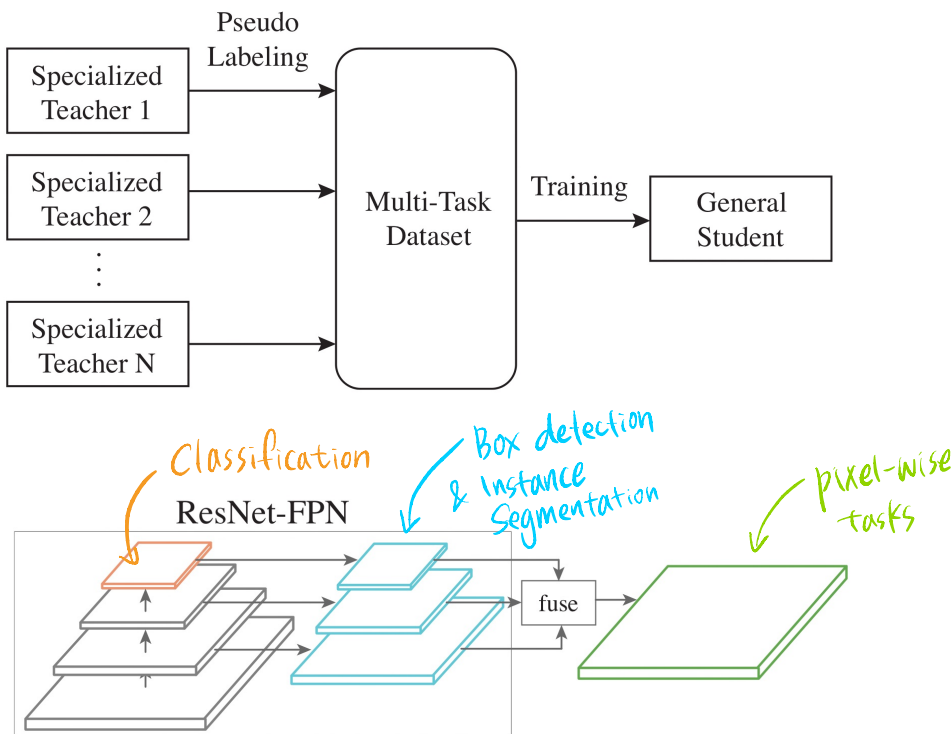 Pseudo
Labeling
Specialized
Teacher 1
Specialized
Teacher 2
Specialized
Teacher N
Multi-Task
Dataset
Training
General
Student
Classification
Box detection
& Instance
Segmentation
pixel-wise
tasks
ResNet-FPN
fuse